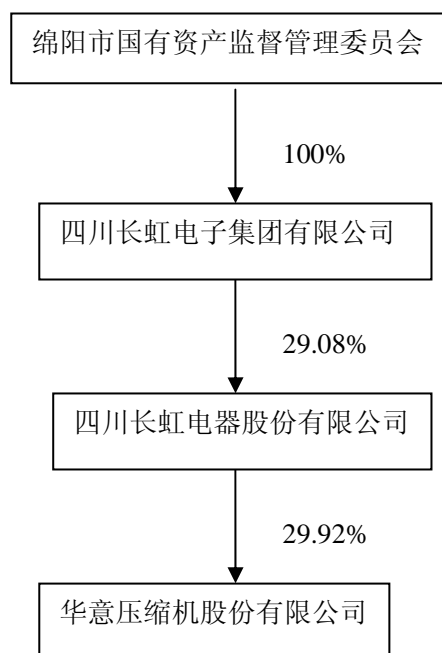 绵阳市国有资产监督管理委员会
100%
四川长虹电子集团有限公司
29.08%
四川长虹电器股份有限公司
29.92%
华意压缩机股份有限公司